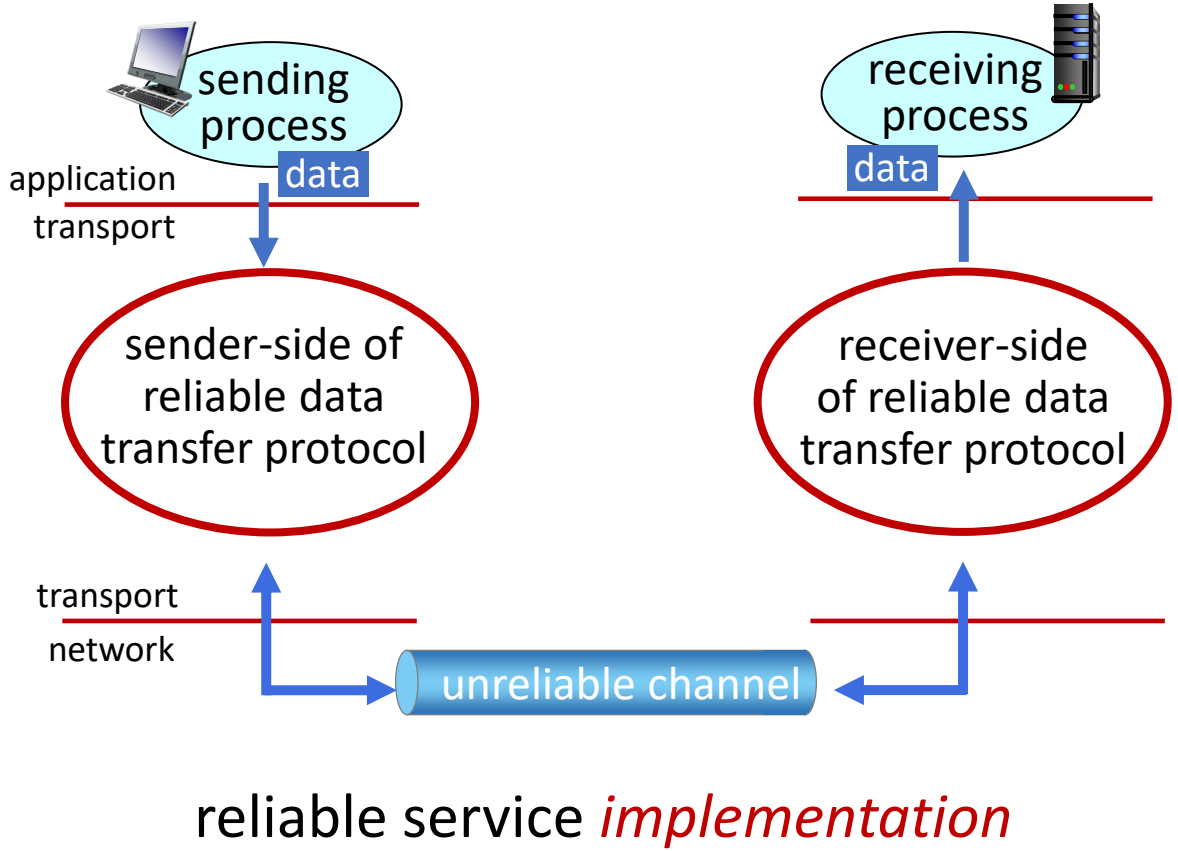 sending
process
data
receiving
process
data
application
transport
sender-side of
reliable data
transfer protocol
receiver-side
of reliable data
transfer protocol
transport
network
unreliable channel
reliable service implementation